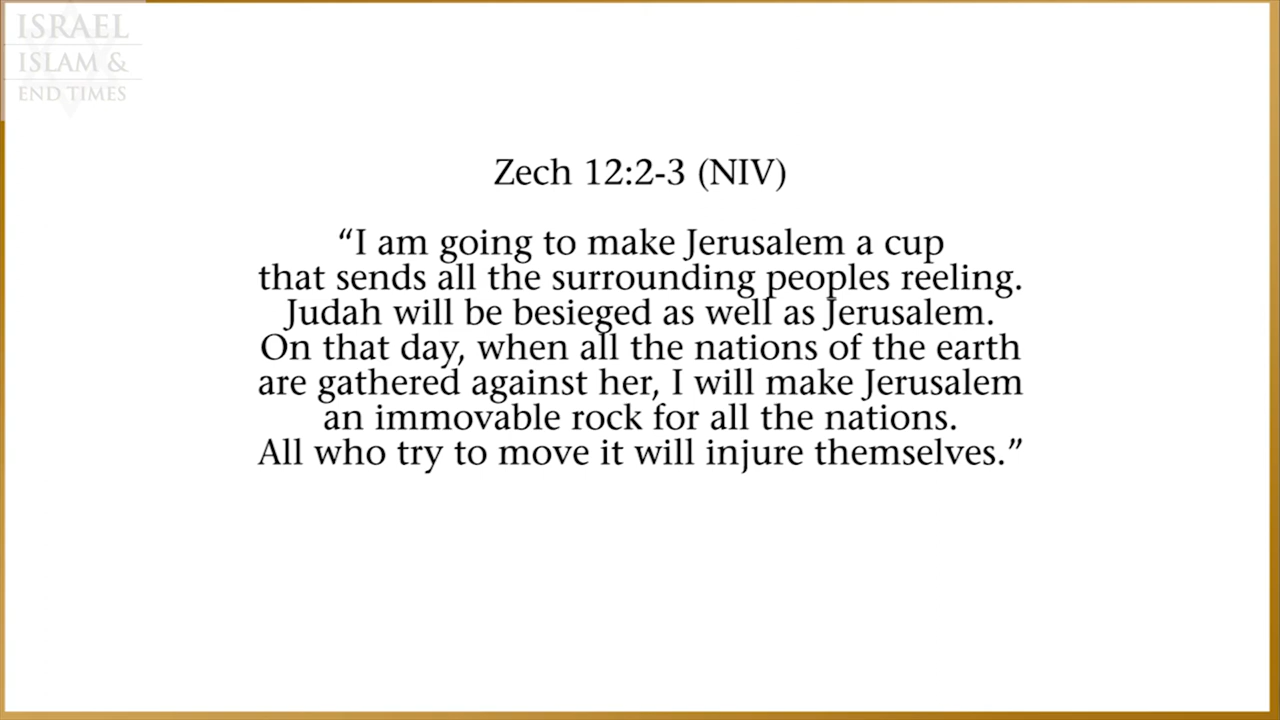 ISRAEL
ISLAM &
END TIMES
Zech 12:2-3 (NIV)
“I am going to make Jerusalem a cup
that sends all the surrounding peoples reeling.
Judah will be besieged as well as Jerusalem.
On that day, when all the nations of the earth
are gathered against her, I will make Jerusalem
an immovable rock for all the nations.
All who try to move it will injure themselves.”